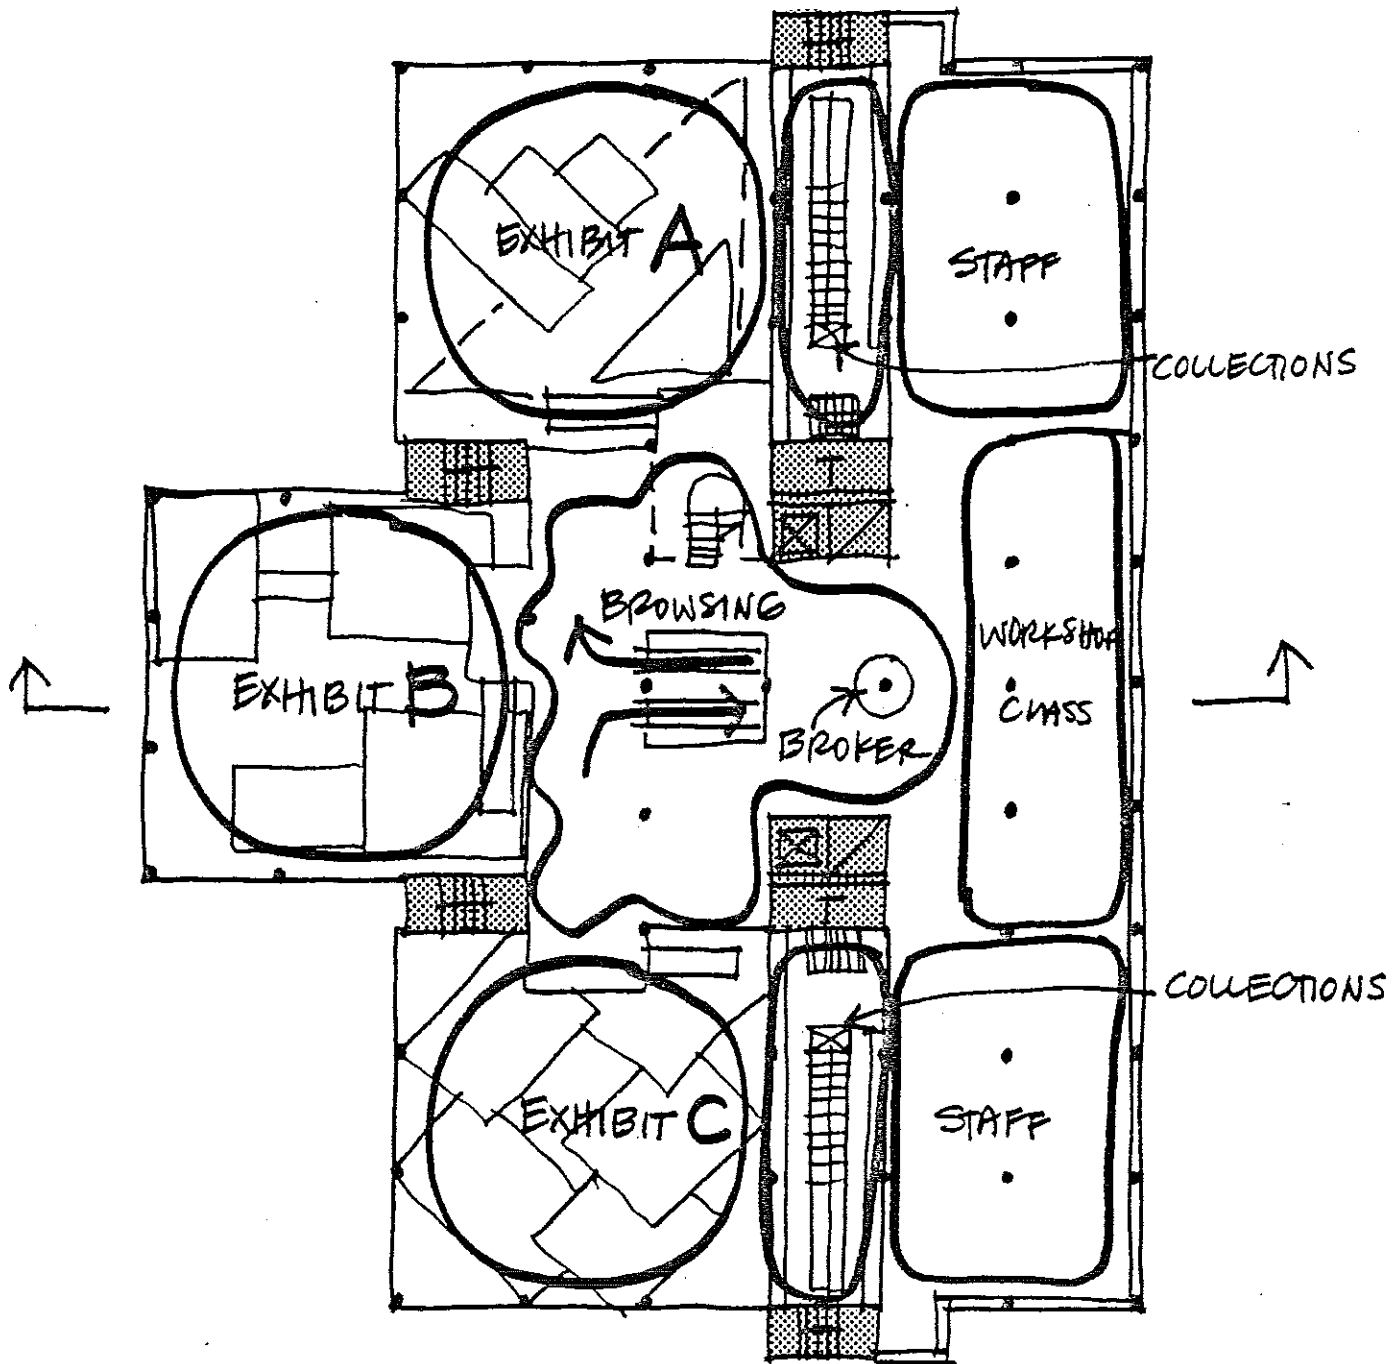 EXHIBIT A
STAFF
COLLECTIONS
BROWSING
EXHIBIT B
WORKSHOP
CLASS
BROKER
COLLECTIONS
EXHIBIT C
STAFF